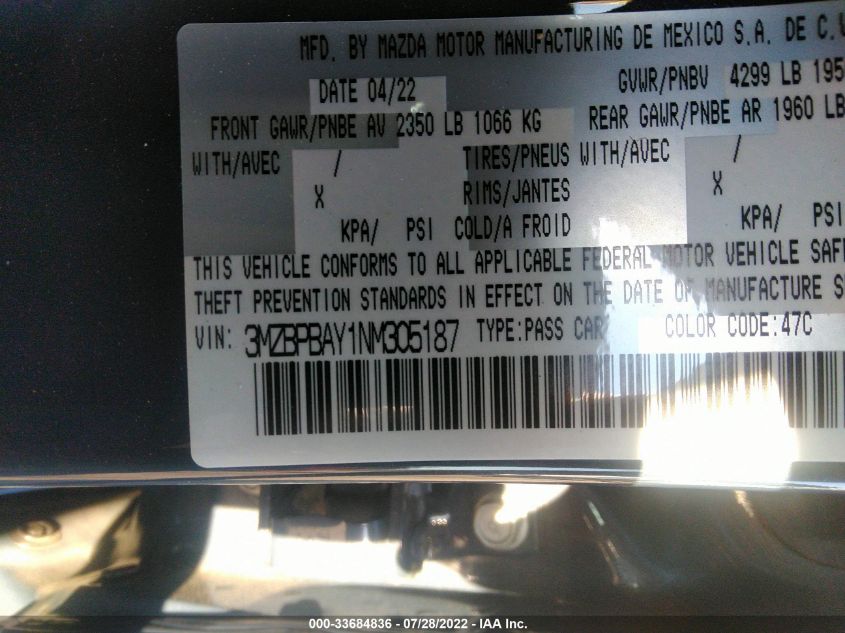 MFD. BY MAZDA MOTOR MANUFACTURING DE MEXICO S.A. DE C.V
DATE 04/22 GVWR/PNBV 4299 LB 195
FRONT GAWR/PNBE AV 2350 LB 1066 KG REAR GAWR/PNBE AR 1960 LB
WITH/AVEC / TIRES/PNEUS WITH/AVEC /
X RIMS/JANTES X
KPA/ PSI COLD/A FROID KPA/ PSI
THIS VEHICLE CONFORMS TO ALL APPLICABLE FEDERAL MOTOR VEHICLE SAF
THEFT PREVENTION STANDARDS IN EFFECT ON THE DATE OF MANUFACTURE S
VIN: 3MZBPBAY1NM305187 TYPE:PASS CAR COLOR CODE:47C
000-33684836 - 07/28/2022 - IAA Inc.